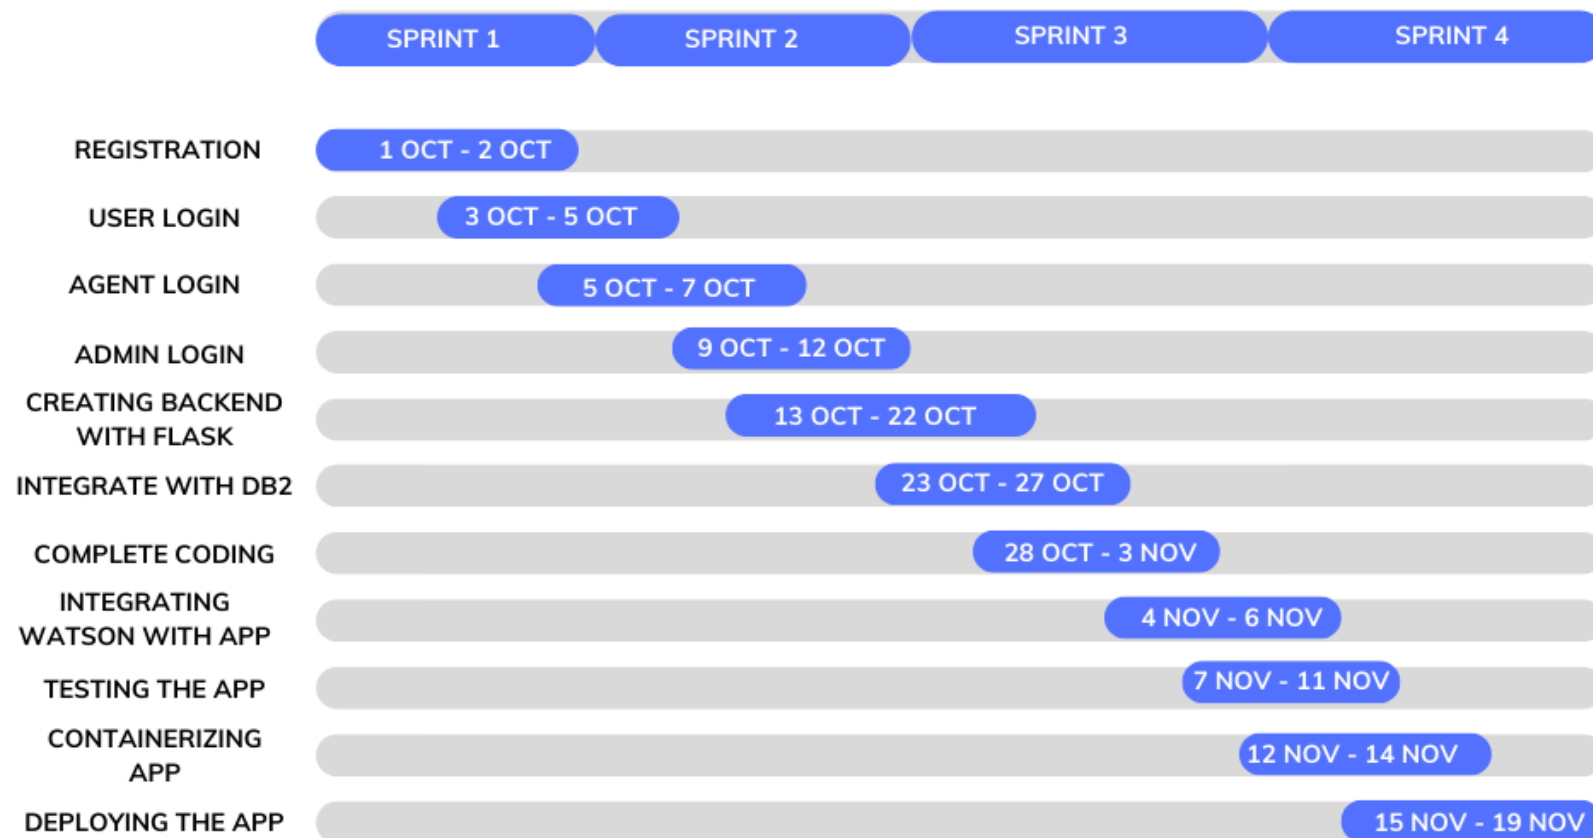 SPRINT 1
SPRINT 2
SPRINT 3
SPRINT 4
REGISTRATION
1 OCT - 2 OCT
USER LOGIN
3 OCT - 5 OCT
AGENT LOGIN
5 OCT - 7 OCT
ADMIN LOGIN
9 OCT - 12 OCT
CREATING BACKEND
WITH FLASK
13 OCT - 22 OCT
INTEGRATE WITH DB2
23 OCT - 27 OCT
COMPLETE CODING
28 OCT - 3 NOV
INTEGRATING
WATSON WITH APP
4 NOV - 6 NOV
TESTING THE APP
7 NOV - 11 NOV
CONTAINERIZING
APP
12 NOV - 14 NOV
DEPLOYING THE APP
15 NOV - 19 NOV